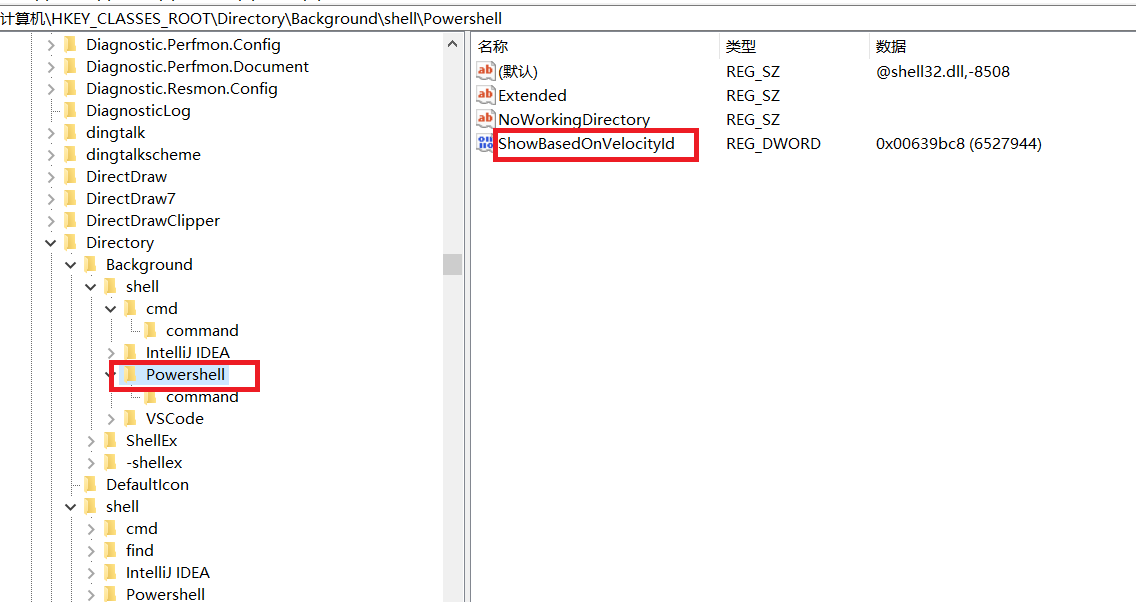 计算机\HKEY_CLASSES_ROOT\Directory\Background\shell\Powershell
Diagnostic.Perfmon.Config
Diagnostic.Perfmon.Document
Diagnostic.Resmon.Config
DiagnosticLog
dingtalk
dingtalkscheme
DirectDraw
DirectDraw7
DirectDrawClipper
Directory
Background
shell
cmd
command
IntelliJ IDEA
Powershell
command
VSCode
ShellEx
-shellex
DefaultIcon
shell
cmd
find
IntelliJ IDEA
Powershell
名称 类型 数据
ab (默认) REG_SZ @shell32.dll,-8508
ab Extended REG_SZ
ab NoWorkingDirectory REG_SZ
ShowBasedOnVelocityId REG_DWORD 0x00639bc8 (6527944)